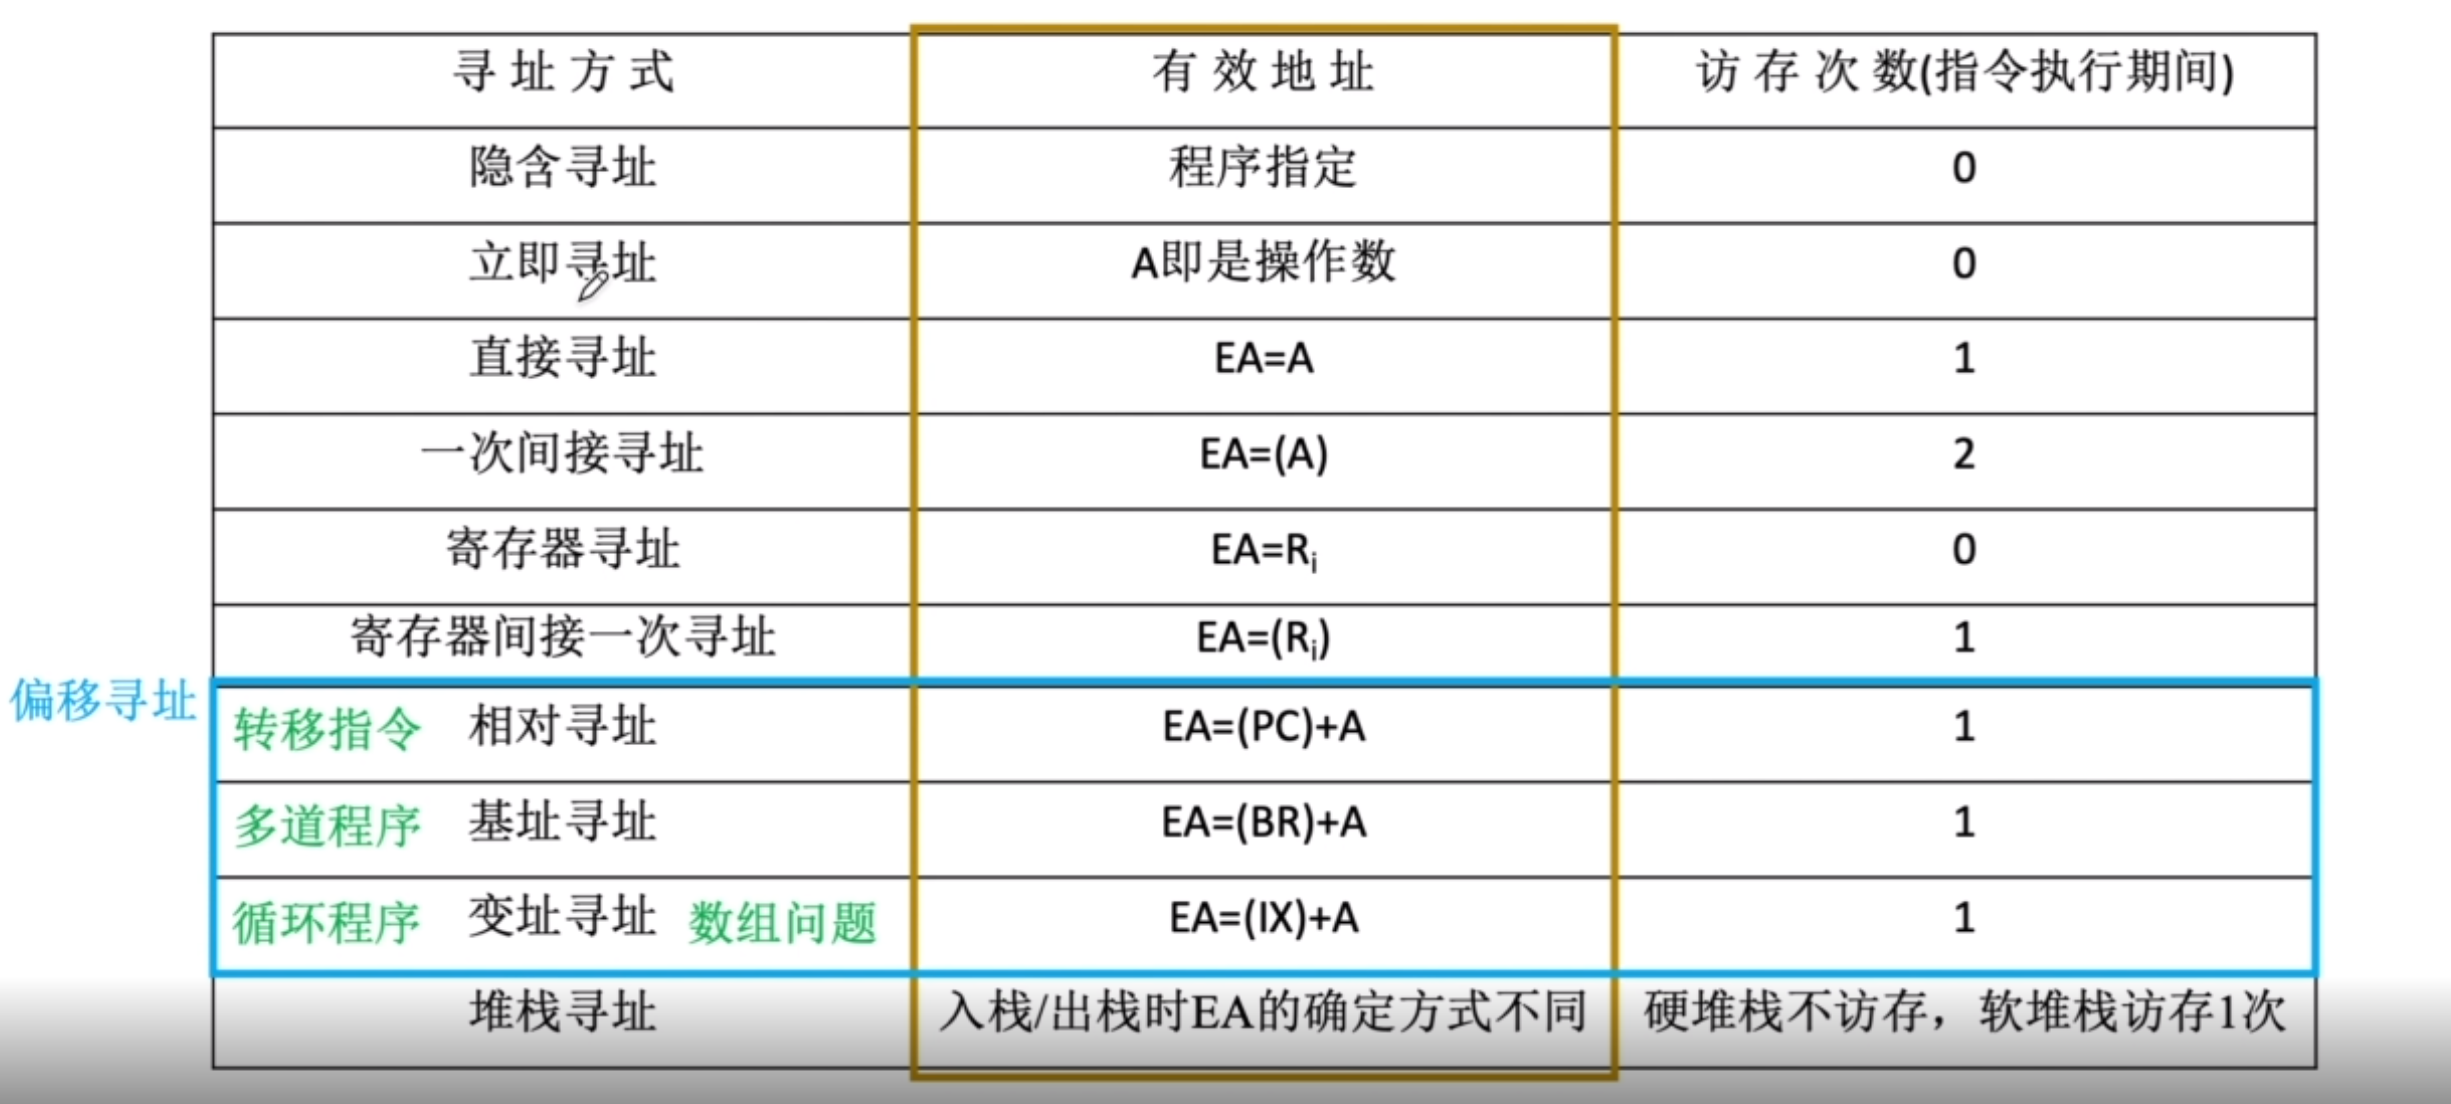 寻址方式 有效地址 访存次数(指令执行期间)
隐含寻址 程序指定 0
立即寻址 A即是操作数 0
直接寻址 EA=A 1
一次间接寻址 EA=(A) 2
寄存器寻址 EA=Rᵢ 0
寄存器间接一次寻址 EA=(Rᵢ) 1
偏移寻址
转移指令 相对寻址 EA=(PC)+A 1
多道程序 基址寻址 EA=(BR)+A 1
循环程序 变址寻址 数组问题 EA=(IX)+A 1
堆栈寻址 入栈/出栈时EA的确定方式不同 硬堆栈不访存，软堆栈访存1次